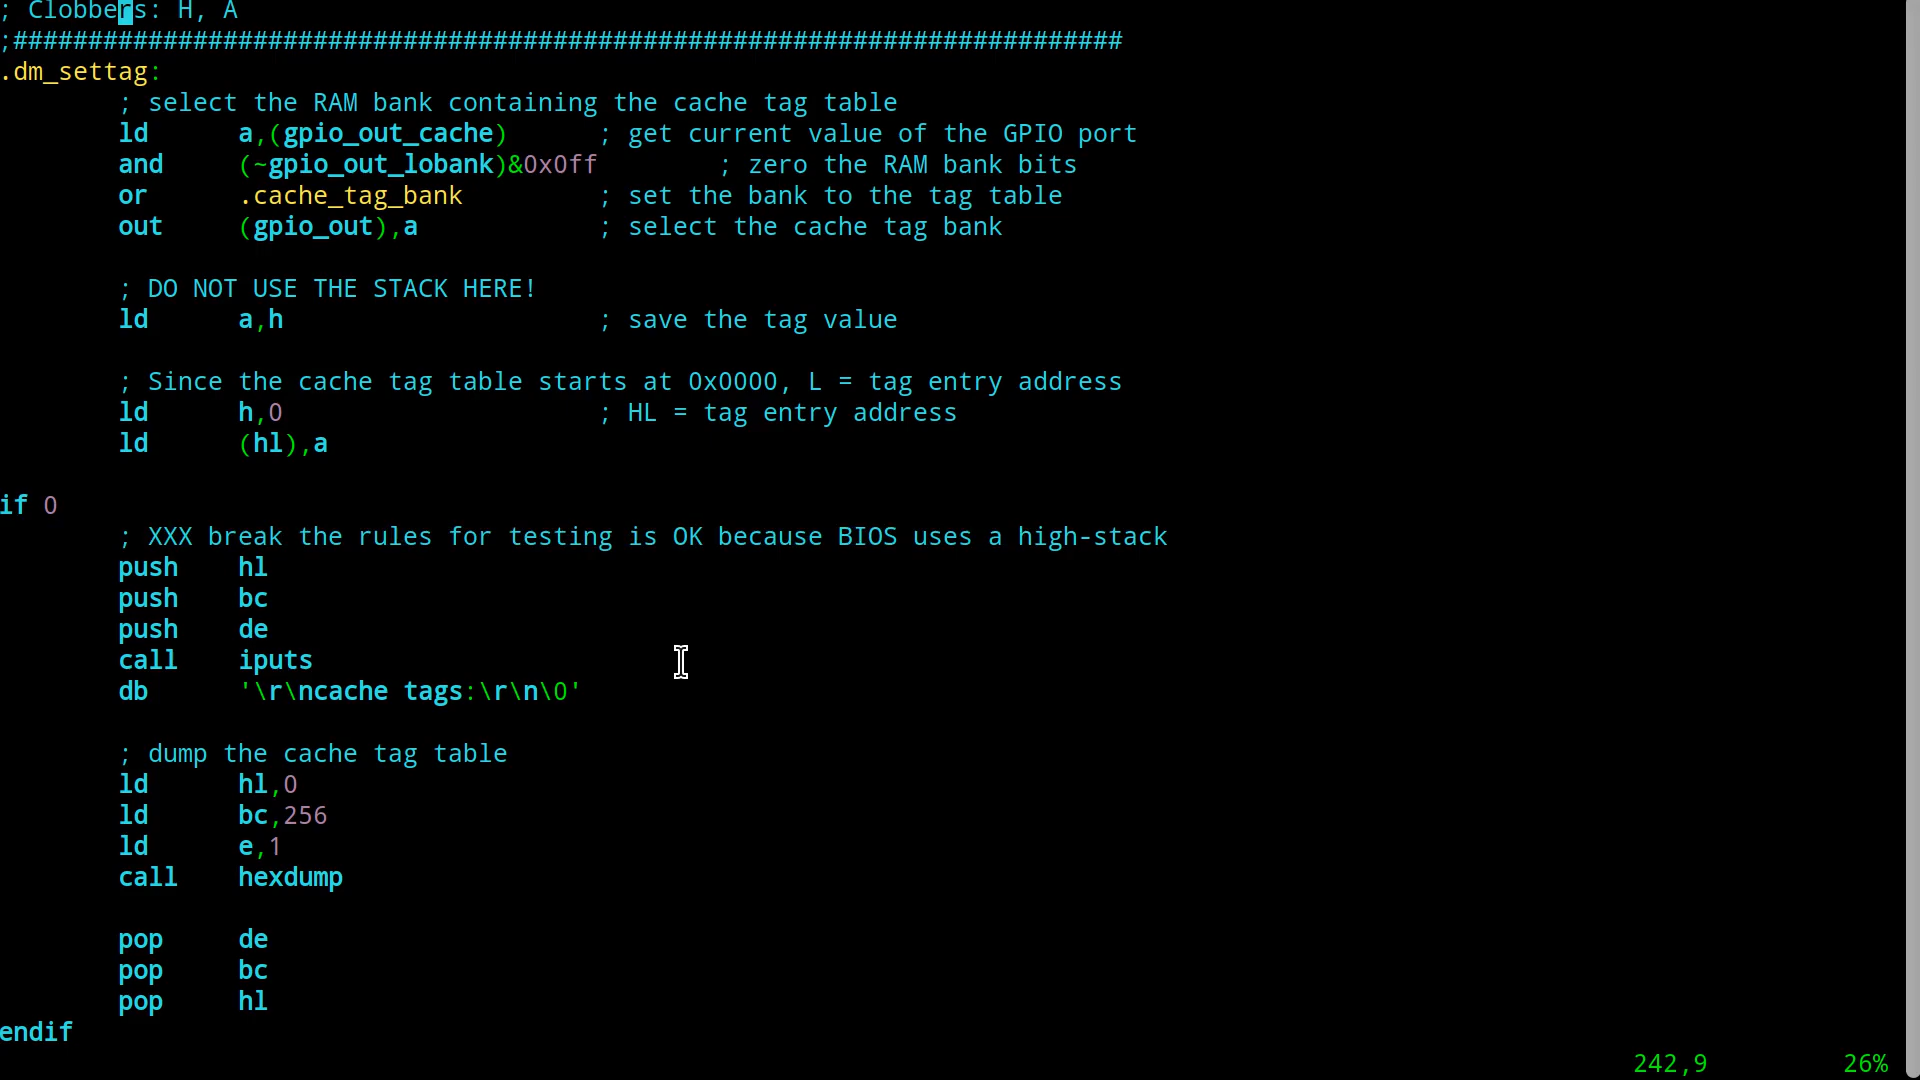 ; Clobbers: H, A
;##########################################################################
.dm_settag:
        ; select the RAM bank containing the cache tag table
        ld      a,(gpio_out_cache)      ; get current value of the GPIO port
        and     (~gpio_out_lobank)&0x0ff        ; zero the RAM bank bits
        or      .cache_tag_bank         ; set the bank to the tag table
        out     (gpio_out),a            ; select the cache tag bank

        ; DO NOT USE THE STACK HERE!
        ld      a,h                     ; save the tag value

        ; Since the cache tag table starts at 0x0000, L = tag entry address
        ld      h,0                     ; HL = tag entry address
        ld      (hl),a

if 0
        ; XXX break the rules for testing is OK because BIOS uses a high-stack
        push    hl
        push    bc
        push    de
        call    iputs
        db      '\r\ncache tags:\r\n\0'

        ; dump the cache tag table
        ld      hl,0
        ld      bc,256
        ld      e,1
        call    hexdump

        pop     de
        pop     bc
        pop     hl
endif
242,9         26%